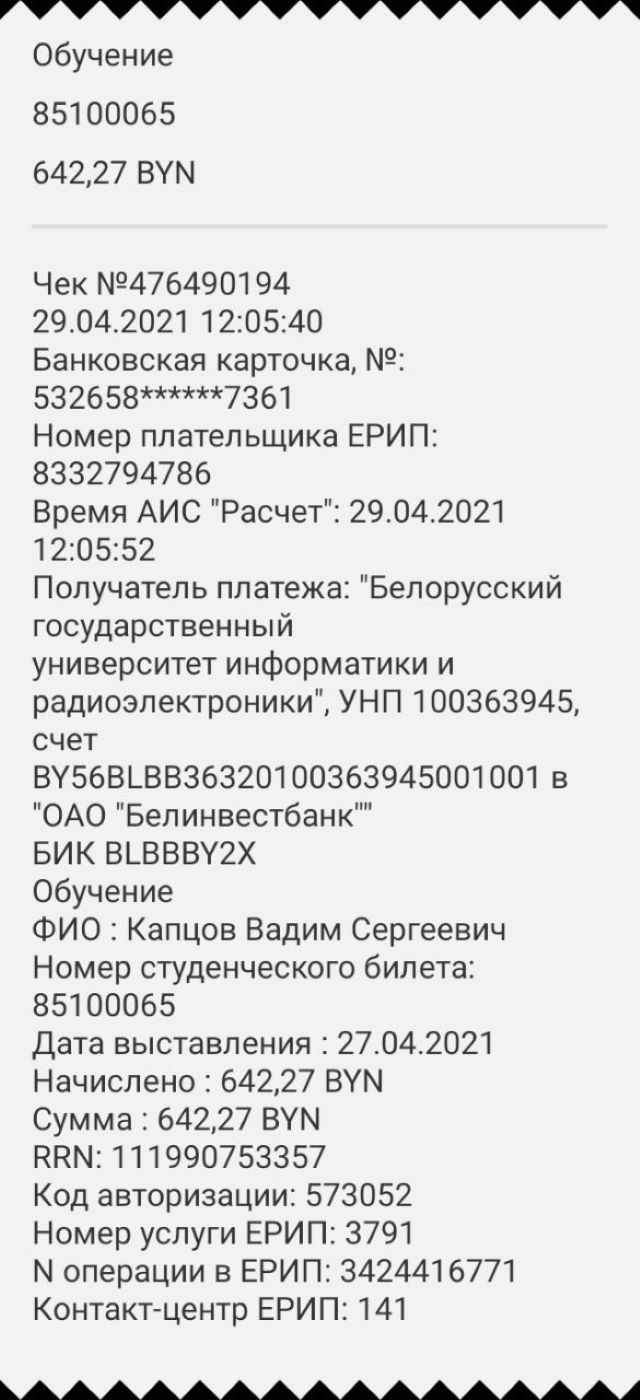 Обучение
85100065
642,27 BYN
Чек №476490194
29.04.2021 12:05:40
Банковская карточка, №:
532658******7361
Номер плательщика ЕРИП:
8332794786
Время АИС "Расчет": 29.04.2021
12:05:52
Получатель платежа: "Белорусский
государственный
университет информатики и
радиоэлектроники", УНП 100363945,
счет
BY56BLBB36320100363945001001 в
"ОАО "Белинвестбанк""
БИК BLBBBY2X
Обучение
ФИО : Капцов Вадим Сергеевич
Номер студенческого билета:
85100065
Дата выставления : 27.04.2021
Начислено : 642,27 BYN
Сумма : 642,27 BYN
RRN: 111990753357
Код авторизации: 573052
Номер услуги ЕРИП: 3791
N операции в ЕРИП: 3424416771
Контакт-центр ЕРИП: 141